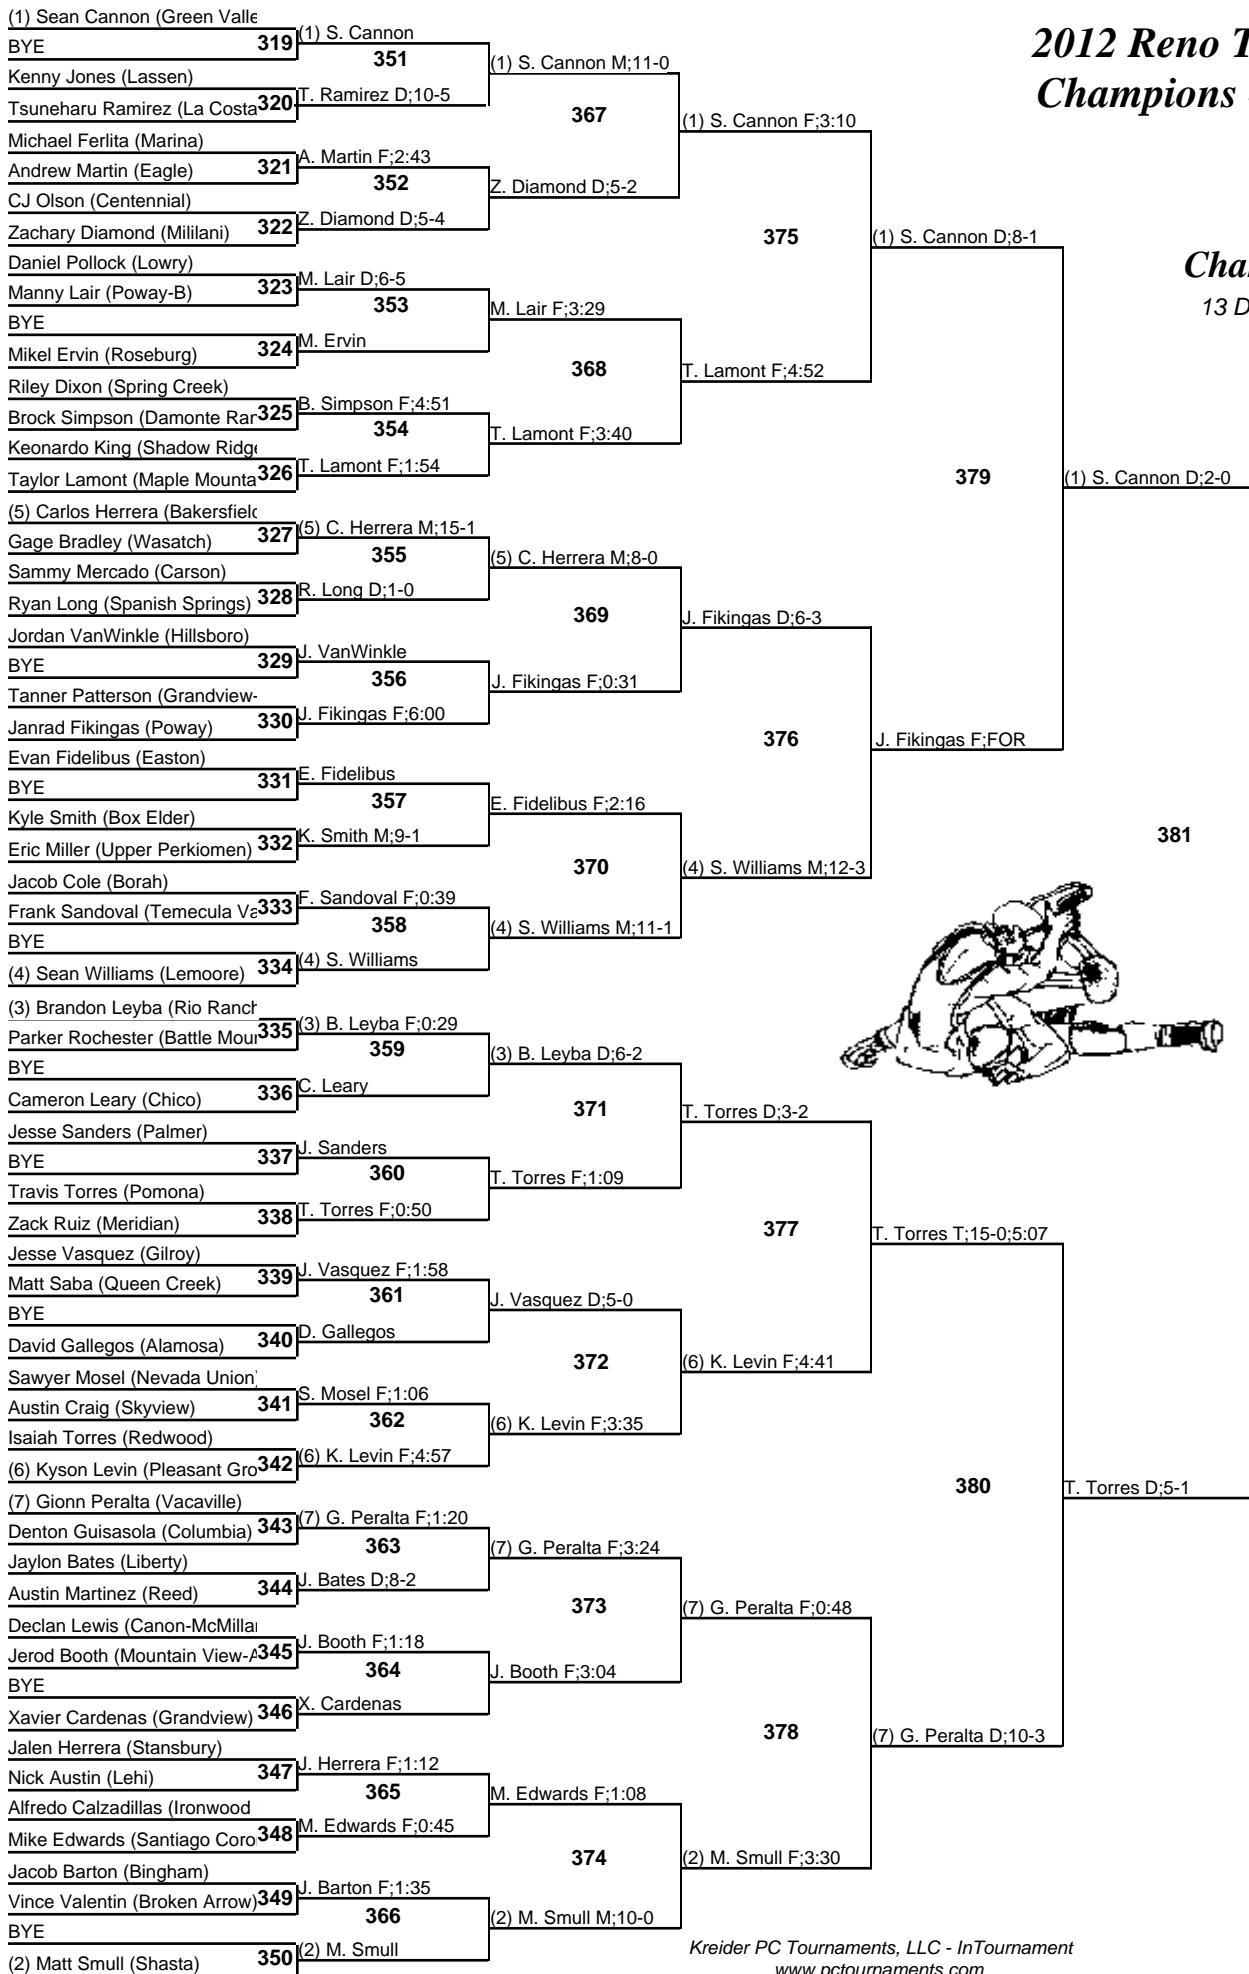 (1) Sean Cannon (Green Valle
BYE
319
Kenny Jones (Lassen)
Tsuneharu Ramirez (La Costa
320
Michael Ferlita (Marina)
Andrew Martin (Eagle)
321
CJ Olson (Centennial)
Zachary Diamond (Mililani)
322
Daniel Pollock (Lowry)
Manny Lair (Poway-B)
323
BYE
Mikel Ervin (Roseburg)
324
Riley Dixon (Spring Creek)
Brock Simpson (Damonte Ran
325
Keonardo King (Shadow Ridge
Taylor Lamont (Maple Mounta
326
(5) Carlos Herrera (Bakersfield
Gage Bradley (Wasatch)
327
Sammy Mercado (Carson)
Ryan Long (Spanish Springs)
328
Jordan VanWinkle (Hillsboro)
BYE
329
Tanner Patterson (Grandview-
Janrad Fikingas (Poway)
330
Evan Fidelibus (Easton)
BYE
331
Kyle Smith (Box Elder)
Eric Miller (Upper Perkiomen)
332
Jacob Cole (Borah)
Frank Sandoval (Temecula Va
333
BYE
(4) Sean Williams (Lemoore)
334
(3) Brandon Leyba (Rio Ranch
Parker Rochester (Battle Moun
335
BYE
Cameron Leary (Chico)
336
Jesse Sanders (Palmer)
BYE
337
Travis Torres (Pomona)
Zack Ruiz (Meridian)
338
Jesse Vasquez (Gilroy)
Matt Saba (Queen Creek)
339
BYE
David Gallegos (Alamosa)
340
Sawyer Mosel (Nevada Union)
Austin Craig (Skyview)
341
Isaiah Torres (Redwood)
(6) Kyson Levin (Pleasant Gro
342
(7) Gionn Peralta (Vacaville)
Denton Guisasola (Columbia)
343
Jaylon Bates (Liberty)
Austin Martinez (Reed)
344
Declan Lewis (Canon-McMillan
Jerod Booth (Mountain View-A
345
BYE
Xavier Cardenas (Grandview)
346
Jalen Herrera (Stansbury)
Nick Austin (Lehi)
347
Alfredo Calzadillas (Ironwood
Mike Edwards (Santiago Coro
348
Jacob Barton (Bingham)
Vince Valentin (Broken Arrow)
349
BYE
(2) Matt Smull (Shasta)
350
(1) S. Cannon
351
T. Ramirez D;10-5
A. Martin F;2:43
352
Z. Diamond D;5-4
M. Lair D;6-5
353
M. Ervin
B. Simpson F;4:51
354
T. Lamont F;1:54
(5) C. Herrera M;15-1
355
R. Long D;1-0
J. VanWinkle
356
J. Fikingas F;6:00
E. Fidelibus
357
K. Smith M;9-1
F. Sandoval F;0:39
358
(4) S. Williams
(3) B. Leyba F;0:29
359
C. Leary
J. Sanders
360
T. Torres F;0:50
J. Vasquez F;1:58
361
D. Gallegos
S. Mosel F;1:06
362
(6) K. Levin F;4:57
(7) G. Peralta F;1:20
363
J. Bates D;8-2
J. Booth F;1:18
364
X. Cardenas
J. Herrera F;1:12
365
M. Edwards F;0:45
J. Barton F;1:35
366
(2) M. Smull
(1) S. Cannon M;11-0
367
Z. Diamond D;5-2
M. Lair F;3:29
368
T. Lamont F;3:40
(5) C. Herrera M;8-0
369
J. Fikingas F;0:31
E. Fidelibus F;2:16
370
(4) S. Williams M;11-1
(3) B. Leyba D;6-2
371
T. Torres F;1:09
J. Vasquez D;5-0
372
(6) K. Levin F;3:35
(7) G. Peralta F;3:24
373
J. Booth F;3:04
M. Edwards F;1:08
374
(2) M. Smull M;10-0
(1) S. Cannon F;3:10
375
T. Lamont F;4:52
J. Fikingas D;6-3
376
(4) S. Williams M;12-3
T. Torres D;3-2
377
(6) K. Levin F;4:41
(7) G. Peralta F;0:48
378
(2) M. Smull F;3:30
(1) S. Cannon D;8-1
379
J. Fikingas F;FOR
T. Torres T;15-0;5:07
380
(7) G. Peralta D;10-3
(1) S. Cannon D;2-0
381
T. Torres D;5-1
2012 Reno T
Champions
Cha
13 D
Kreider PC Tournaments, LLC - InTournament
www.pctournaments.com